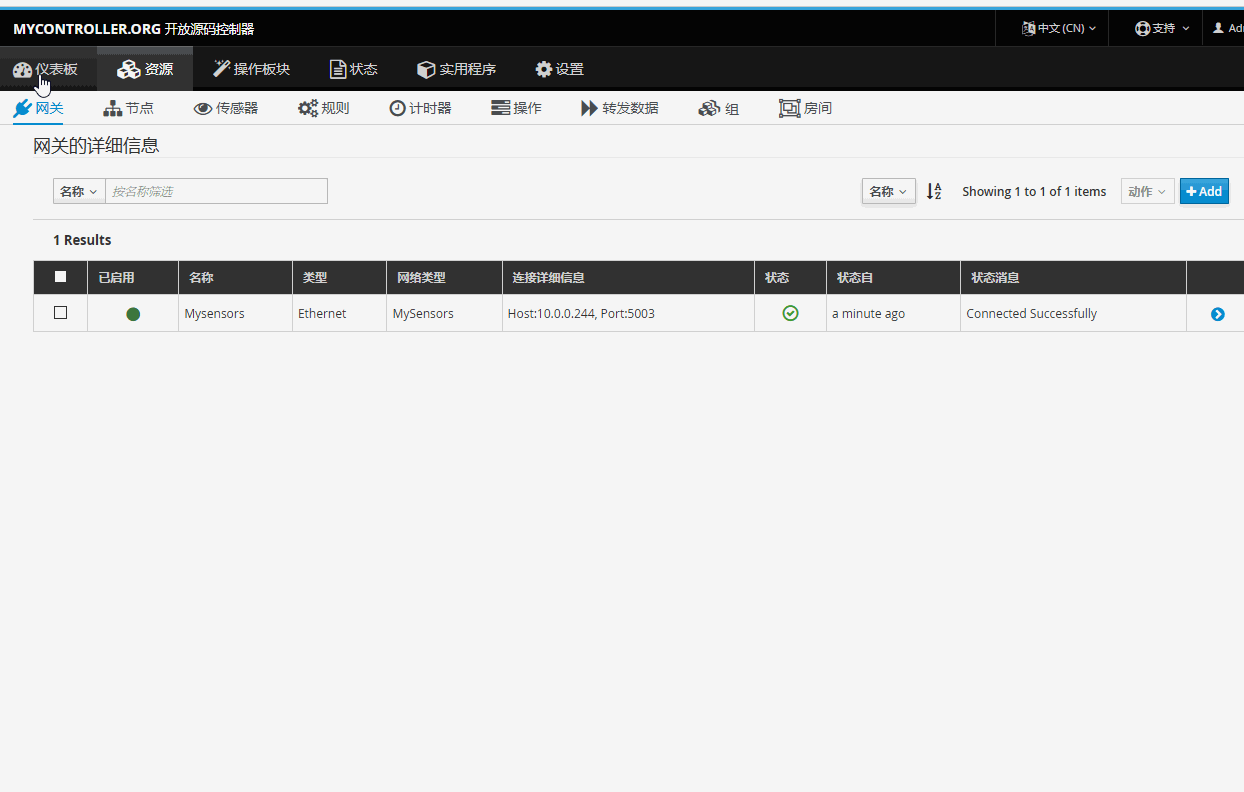 MYCONTROLLER.ORG 开放源码控制器 中文 (CN) 支持
仪表板 资源 操作板块 状态 实用程序 设置
网关 节点 传感器 规则 计时器 操作 转发数据 组 房间
网关的详细信息
名称 按名称筛选 名称 Showing 1 to 1 of 1 items 动作 Add
1 Results
已启用 名称 类型 网络类型 连接详细信息 状态 状态自 状态消息
Mysensors Ethernet MySensors Host:10.0.0.244, Port:5003 a minute ago Connected Successfully